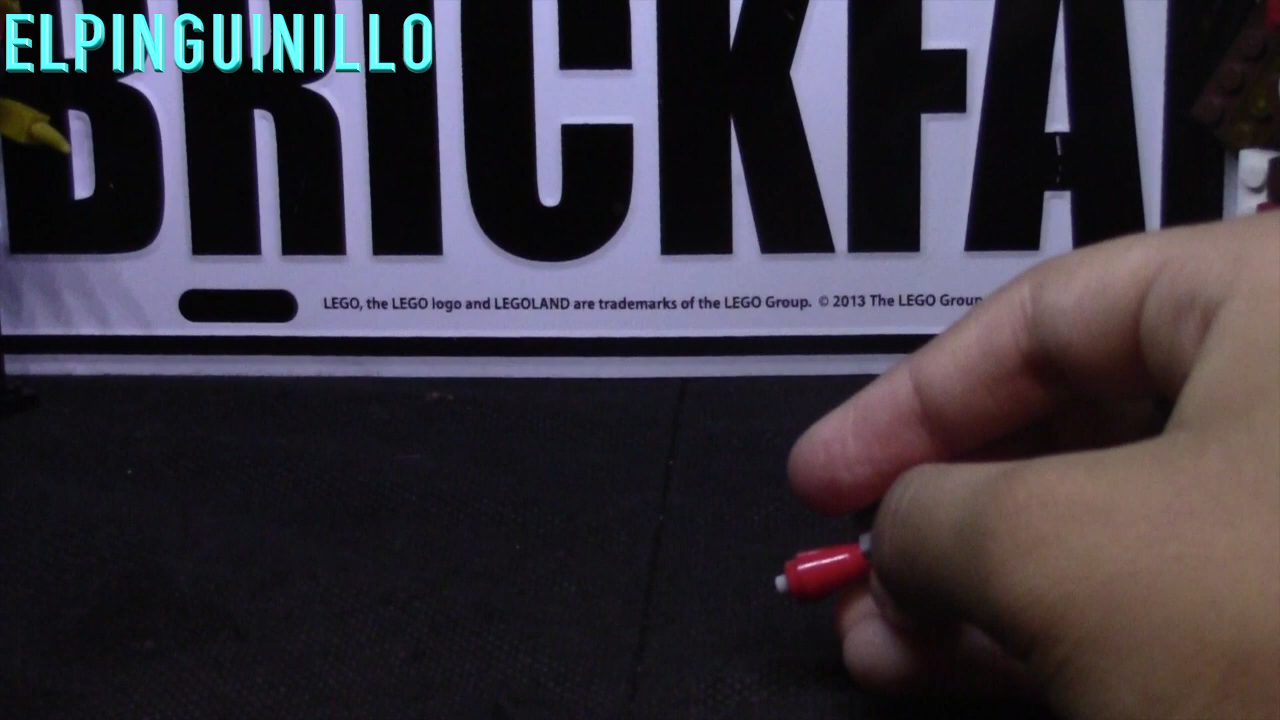 ELPINGUINILLO
BRICKFA
LEGO, the LEGO logo and LEGOLAND are trademarks of the LEGO Group. © 2013 The LEGO Group